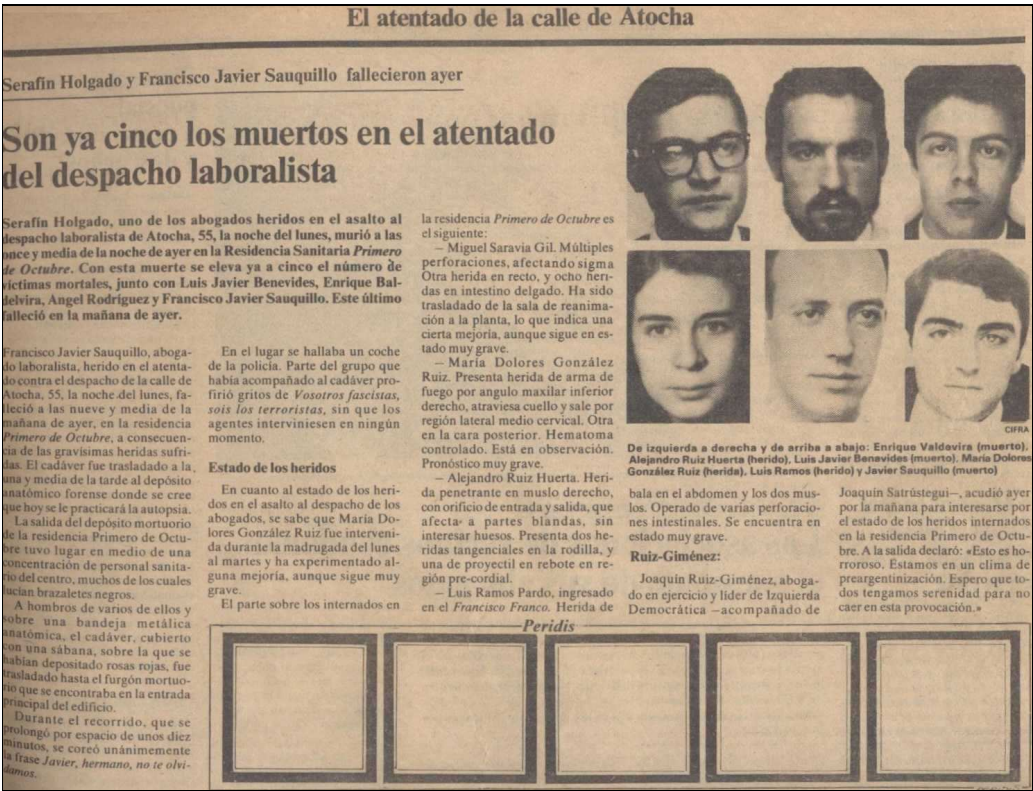 El atentado de la calle de Atocha
Serafín Holgado y Francisco Javier Sauquillo fallecieron ayer
Son ya cinco los muertos en el atentado
del despacho laboralista
Serafín Holgado, uno de los abogados heridos en el asalto al
despacho laboralista de Atocha, 55, la noche del lunes, murió a las
once y media de la noche de ayer en la Residencia Sanitaria Primero
de Octubre. Con esta muerte se eleva ya a cinco el número de
víctimas mortales, junto con Luis Javier Benevides, Enrique Bal-
delvira, Angel Rodríguez y Francisco Javier Sauquillo. Este último
falleció en la mañana de ayer.
Francisco Javier Sauquillo, aboga-
do laboralista, herido en el atenta-
do contra el despacho de la calle de
Atocha, 55, la noche del lunes, fa-
lleció a las nueve y media de la
mañana de ayer, en la residencia
Primero de Octubre, a consecuen-
cia de las gravísimas heridas sufri-
das. El cadáver fue trasladado a la
una y media de la tarde al depósito
anatómico forense donde se cree
que hoy se le practicará la autopsia.
La salida del depósito mortuorio
de la residencia Primero de Octu-
bre tuvo lugar en medio de una
concentración de personal sanita-
rio del centro, muchos de los cuales
lucían brazaletes negros.
A hombros de varios de ellos y
sobre una bandeja metálica
anatómica, el cadáver, cubierto
con una sábana, sobre la que se
habían depositado rosas rojas, fue
trasladado hasta el furgón mortuo-
rio que se encontraba en la entrada
principal del edificio.
Durante el recorrido, que se
prolongó por espacio de unos diez
minutos, se coreó unánimemente
la frase Javier, hermano, no te olvi-
damos.
En el lugar se hallaba un coche
de la policía. Parte del grupo que
había acompañado al cadáver pro-
firió gritos de Vosotros fascistas,
sois los terroristas, sin que los
agentes interviniesen en ningún
momento.
Estado de los heridos
En cuanto al estado de los heri-
dos en el asalto al despacho de los
abogados, se sabe que María Do-
lores González Ruiz fue interveni-
da durante la madrugada del lunes
al martes y ha experimentado al-
guna mejoría, aunque sigue muy
grave.
El parte sobre los internados en
la residencia Primero de Octubre es
el siguiente:
— Miguel Saravia Gil. Múltiples
perforaciones, afectando sigma
Otra herida en recto, y ocho heri-
das en intestino delgado. Ha sido
trasladado de la sala de reanima-
ción a la planta, lo que indica una
cierta mejoría, aunque sigue en es-
tado muy grave.
— María Dolores González
Ruiz. Presenta herida de arma de
fuego por angulo maxilar inferior
derecho, atraviesa cuello y sale por
región lateral medio cervical. Otra
en la cara posterior. Hematoma
controlado. Está en observación.
Pronóstico muy grave.
— Alejandro Ruiz Huerta. Heri-
da penetrante en muslo derecho,
con orificio de entrada y salida, que
afecta a partes blandas, sin
interesar huesos. Presenta dos he-
ridas tangenciales en la rodilla, y
una de proyectil en rebote en re-
gión pre-cordial.
— Luis Ramos Pardo, ingresado
en el Francisco Franco. Herida de
CIFRA
De izquierda a derecha y de arriba a abajo: Enrique Valdavira (muerto),
Alejandro Ruiz Huerta (herido), Luis Javier Benavides (muerto), María Dolores
González Ruiz (herida), Luis Ramos (herido) y Javier Sauquillo (muerto)
bala en el abdomen y los dos mus-
los. Operado de varias perforacio-
nes intestinales. Se encuentra en
estado muy grave.
Ruiz-Giménez:
Joaquín Ruiz-Giménez, aboga-
do en ejercicio y líder de Izquierda
Democrática —acompañado de
Joaquín Satrústegui—, acudió ayer
por la mañana para interesarse por
el estado de los heridos internados
en la residencia Primero de Octu-
bre. A la salida declaró: «Esto es ho-
rroroso. Estamos en un clima de
preargentinización. Espero que to-
dos tengamos serenidad para no
caer en esta provocación.»
Peridis